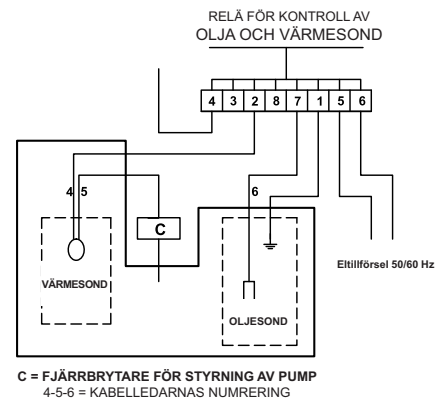 RELÄ FÖR KONTROLL AV
OLJA OCH VÄRMESOND
4 3 2 8 7 1 5 6
4 5
6
C
VÄRMESOND
OLJESOND
Eltillförsel 50/60 Hz
C = FJÄRRBRYTARE FÖR STYRNING AV PUMP
4-5-6 = KABELLEDARNAS NUMRERING